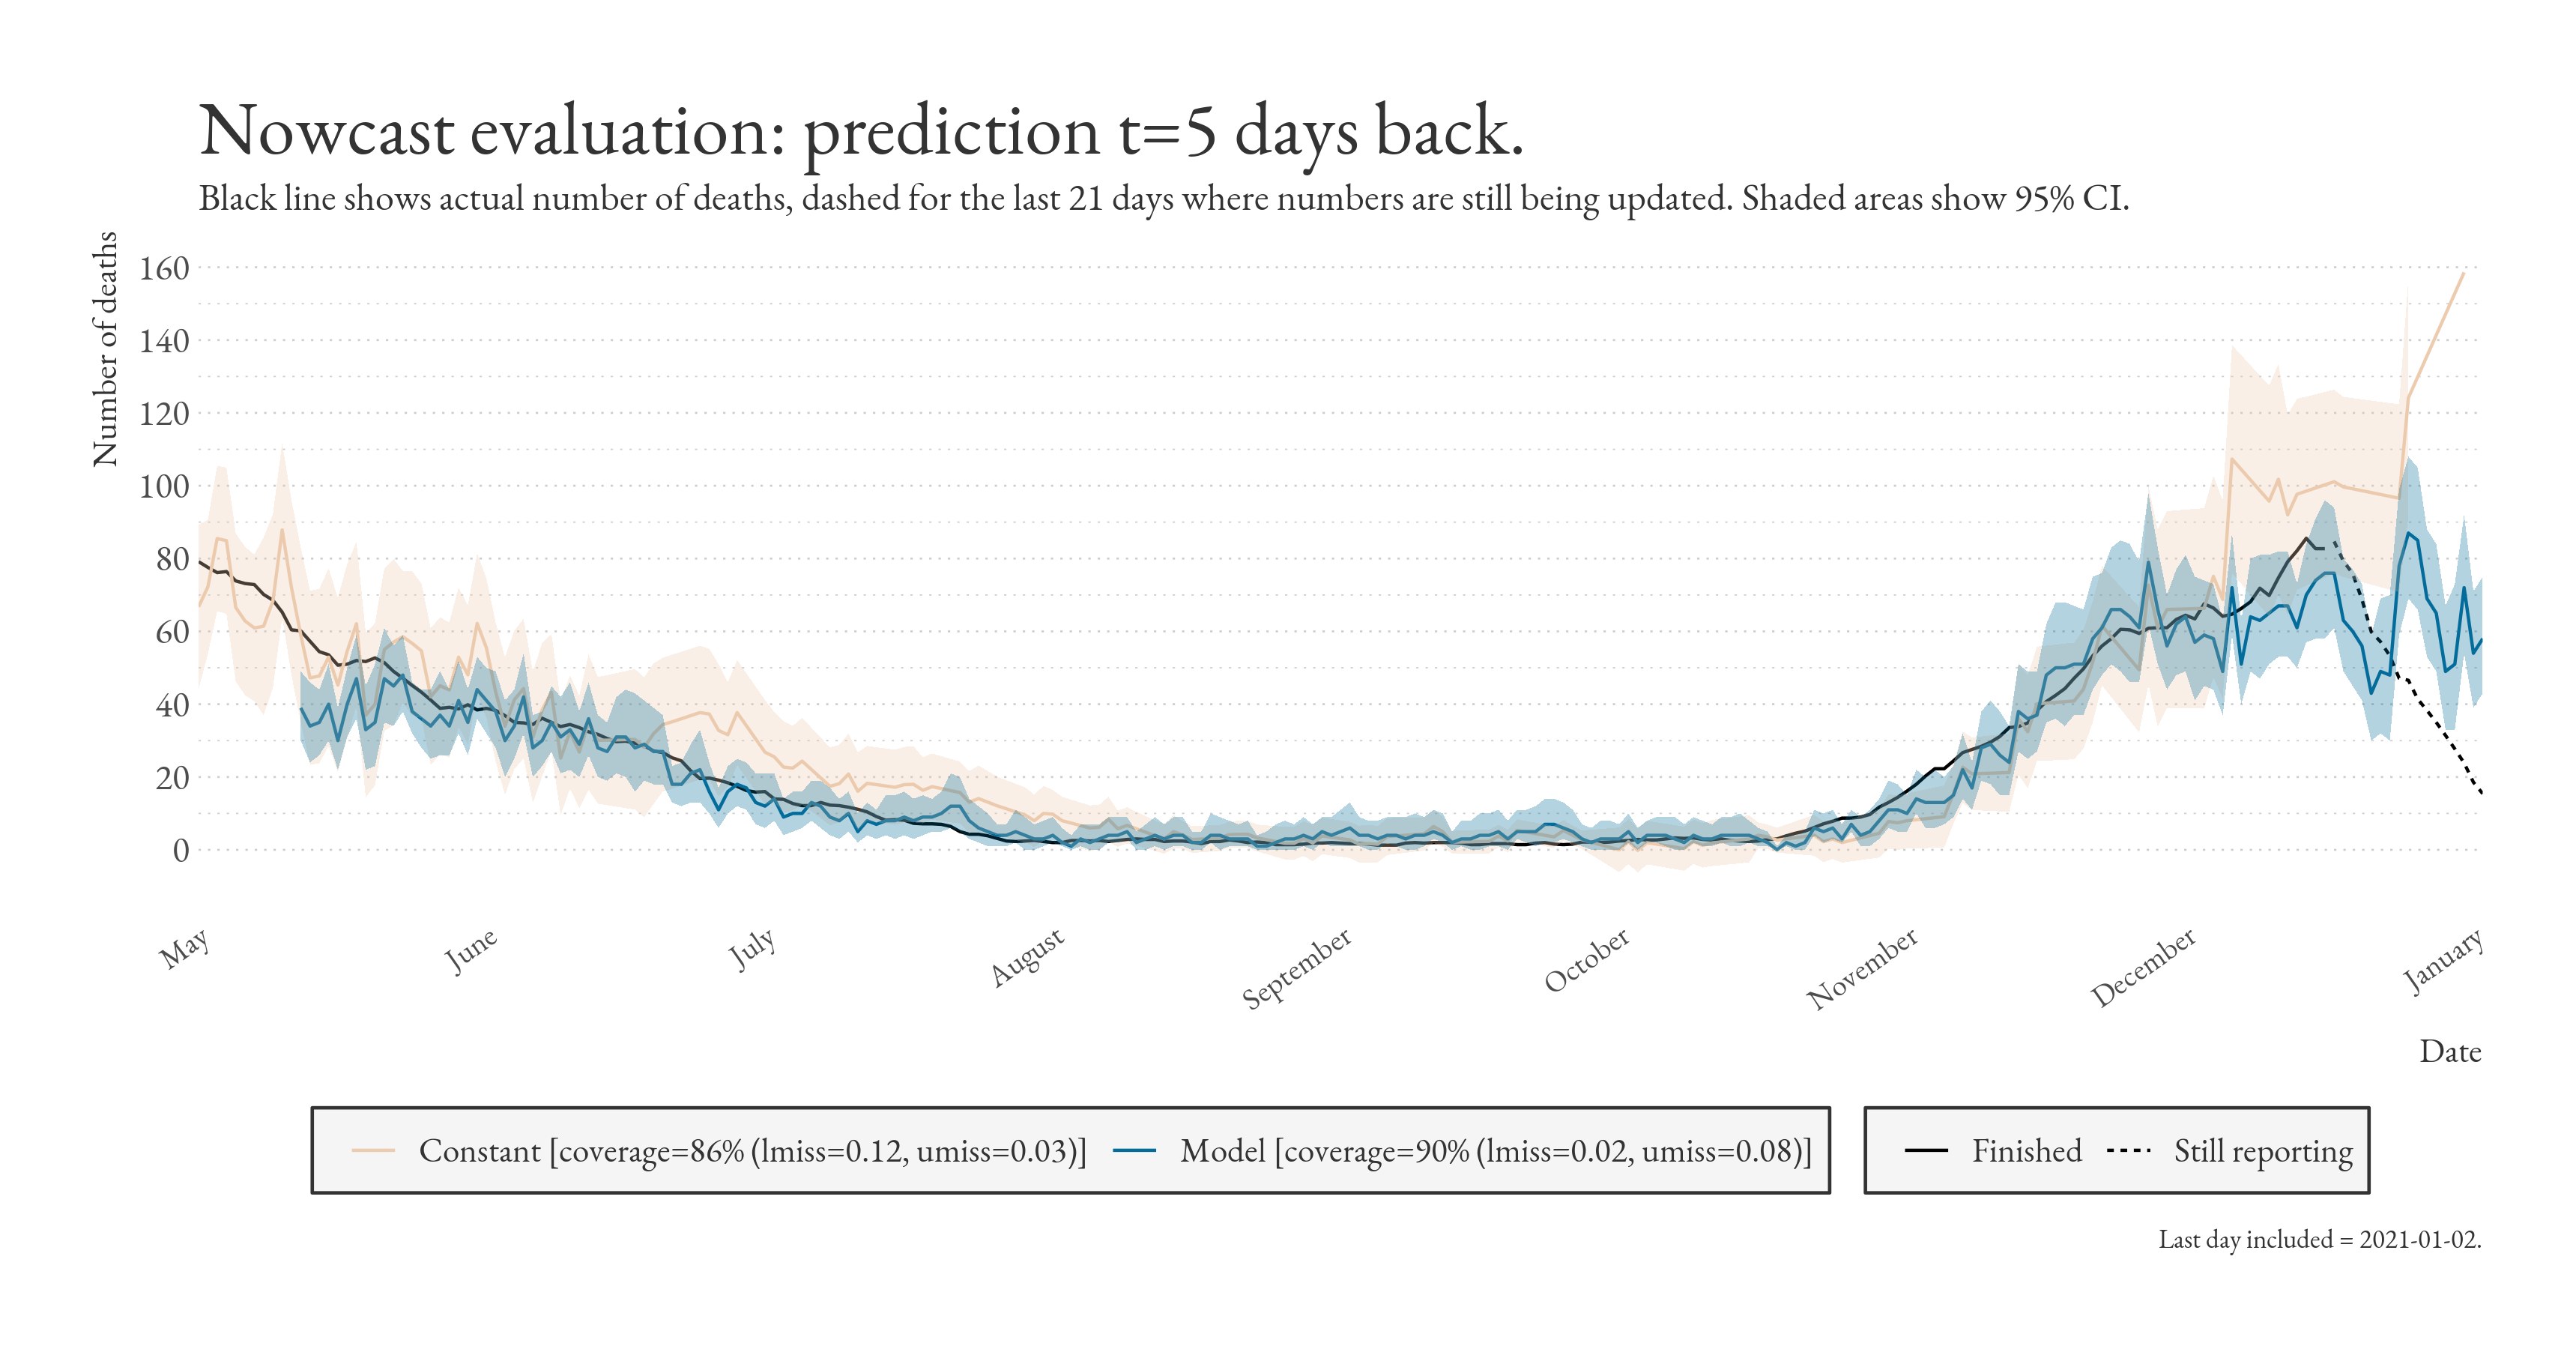 Nowcast evaluation: prediction t=5 days back.
Black line shows actual number of deaths, dashed for the last 21 days where numbers are still being updated. Shaded areas show 95% CI.
Number of deaths
160
140
120
100
80
60
40
20
0
May
June
July
August
September
October
November
December
January
Date
Constant [coverage=86% (lmiss=0.12, umiss=0.03)]
Model [coverage=90% (lmiss=0.02, umiss=0.08)]
Finished
Still reporting
Last day included = 2021-01-02.